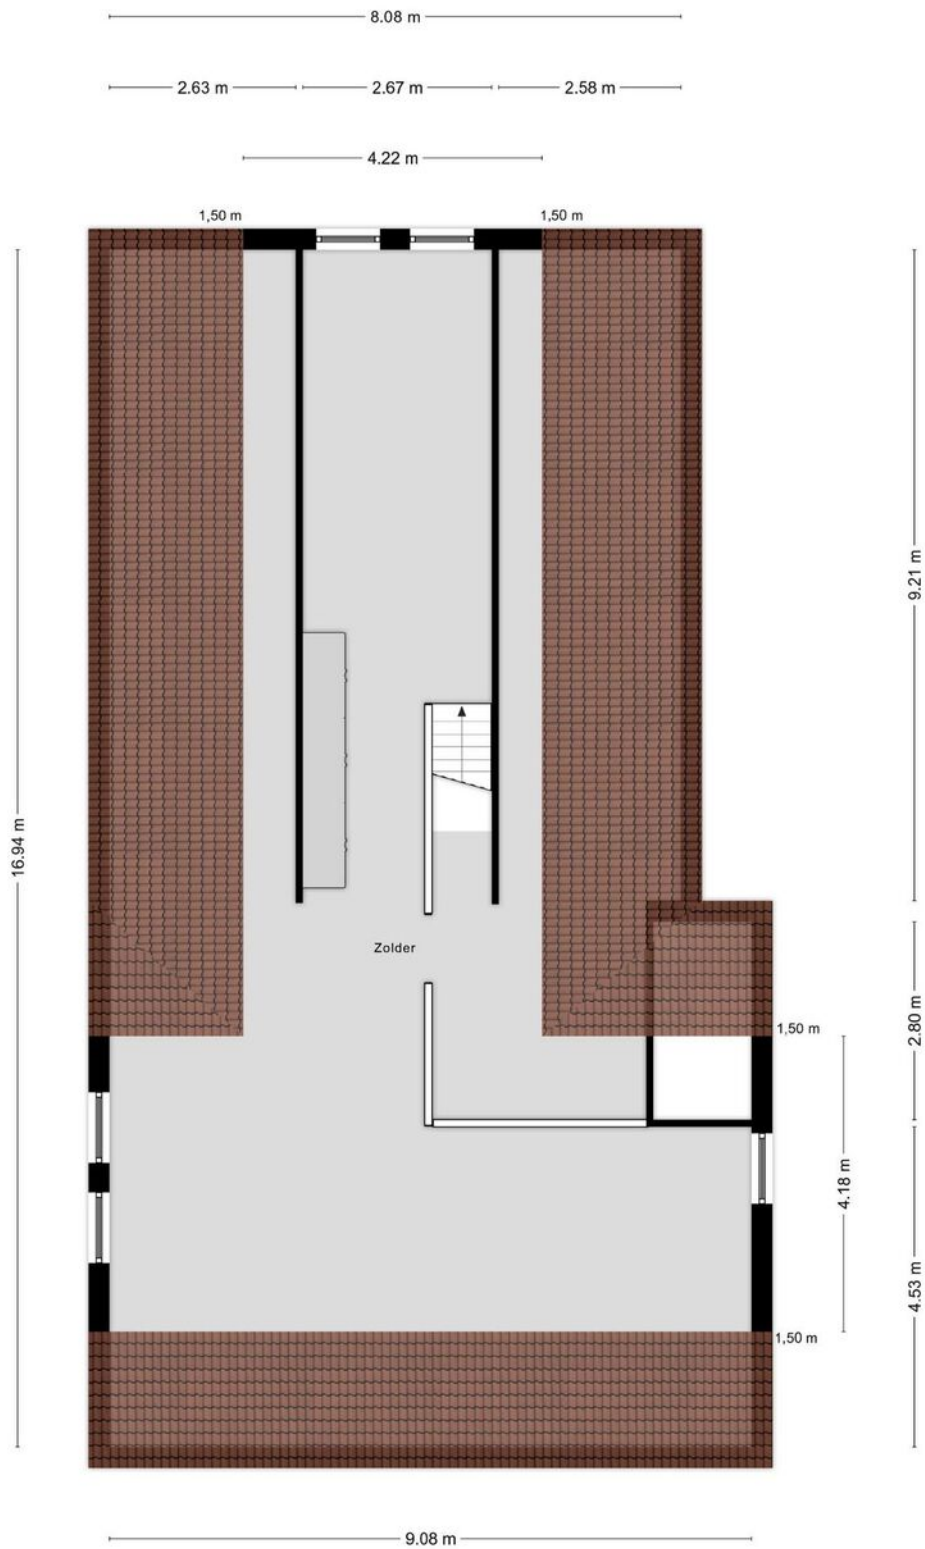 8.08 m
2.63 m 2.67 m 2.58 m
4.22 m
1,50 m 1,50 m
9.21 m
16.94 m
Zolder
2.80 m
1,50 m
4.18 m
4.53 m
1,50 m
9.08 m